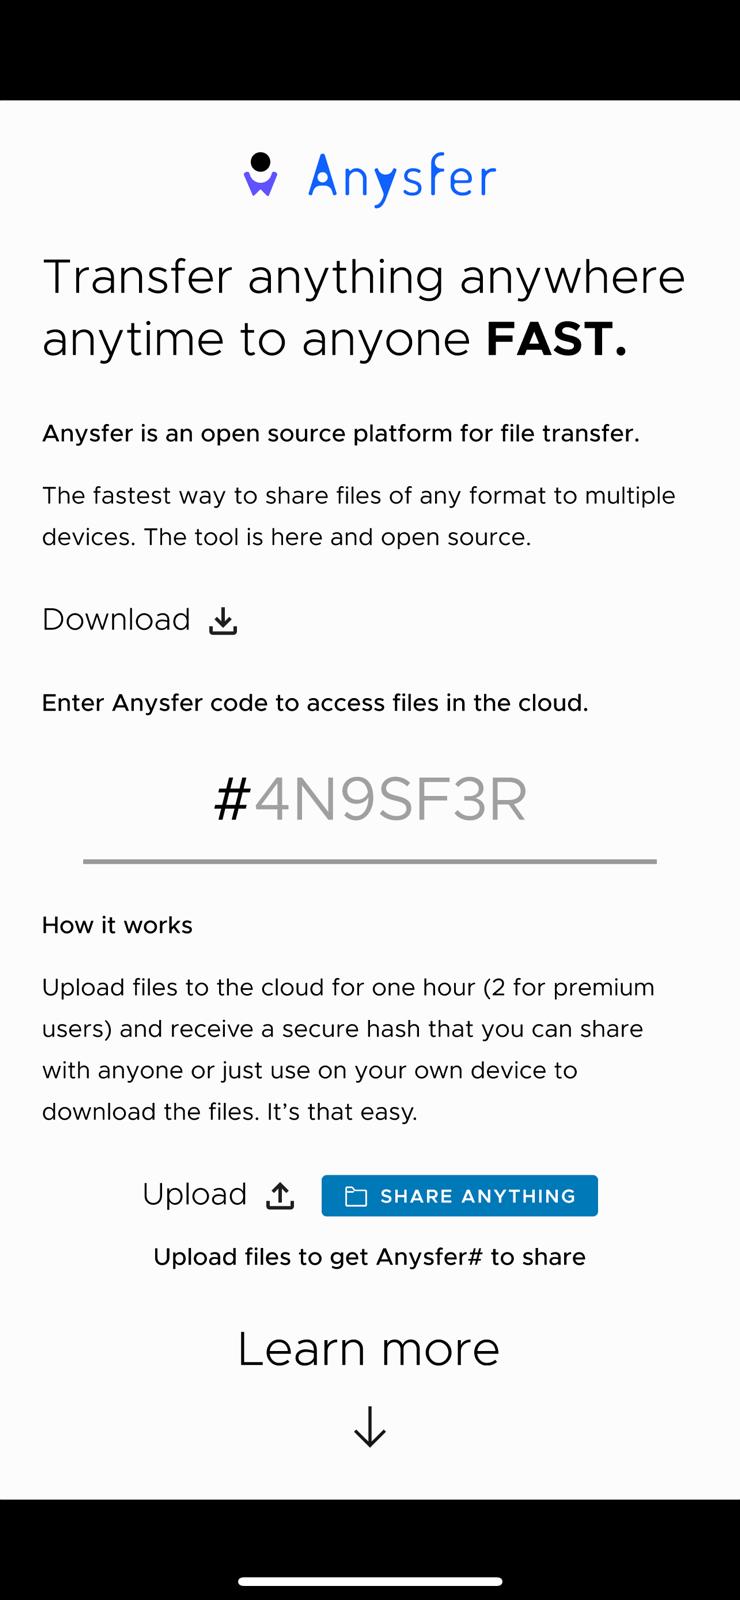 Anysfer
Transfer anything anywhere
anytime to anyone FAST.
Anysfer is an open source platform for file transfer.
The fastest way to share files of any format to multiple
devices. The tool is here and open source.
Download
Enter Anysfer code to access files in the cloud.
#4N9SF3R
How it works
Upload files to the cloud for one hour (2 for premium
users) and receive a secure hash that you can share
with anyone or just use on your own device to
download the files. It’s that easy.
Upload SHARE ANYTHING
Upload files to get Anysfer# to share
Learn more